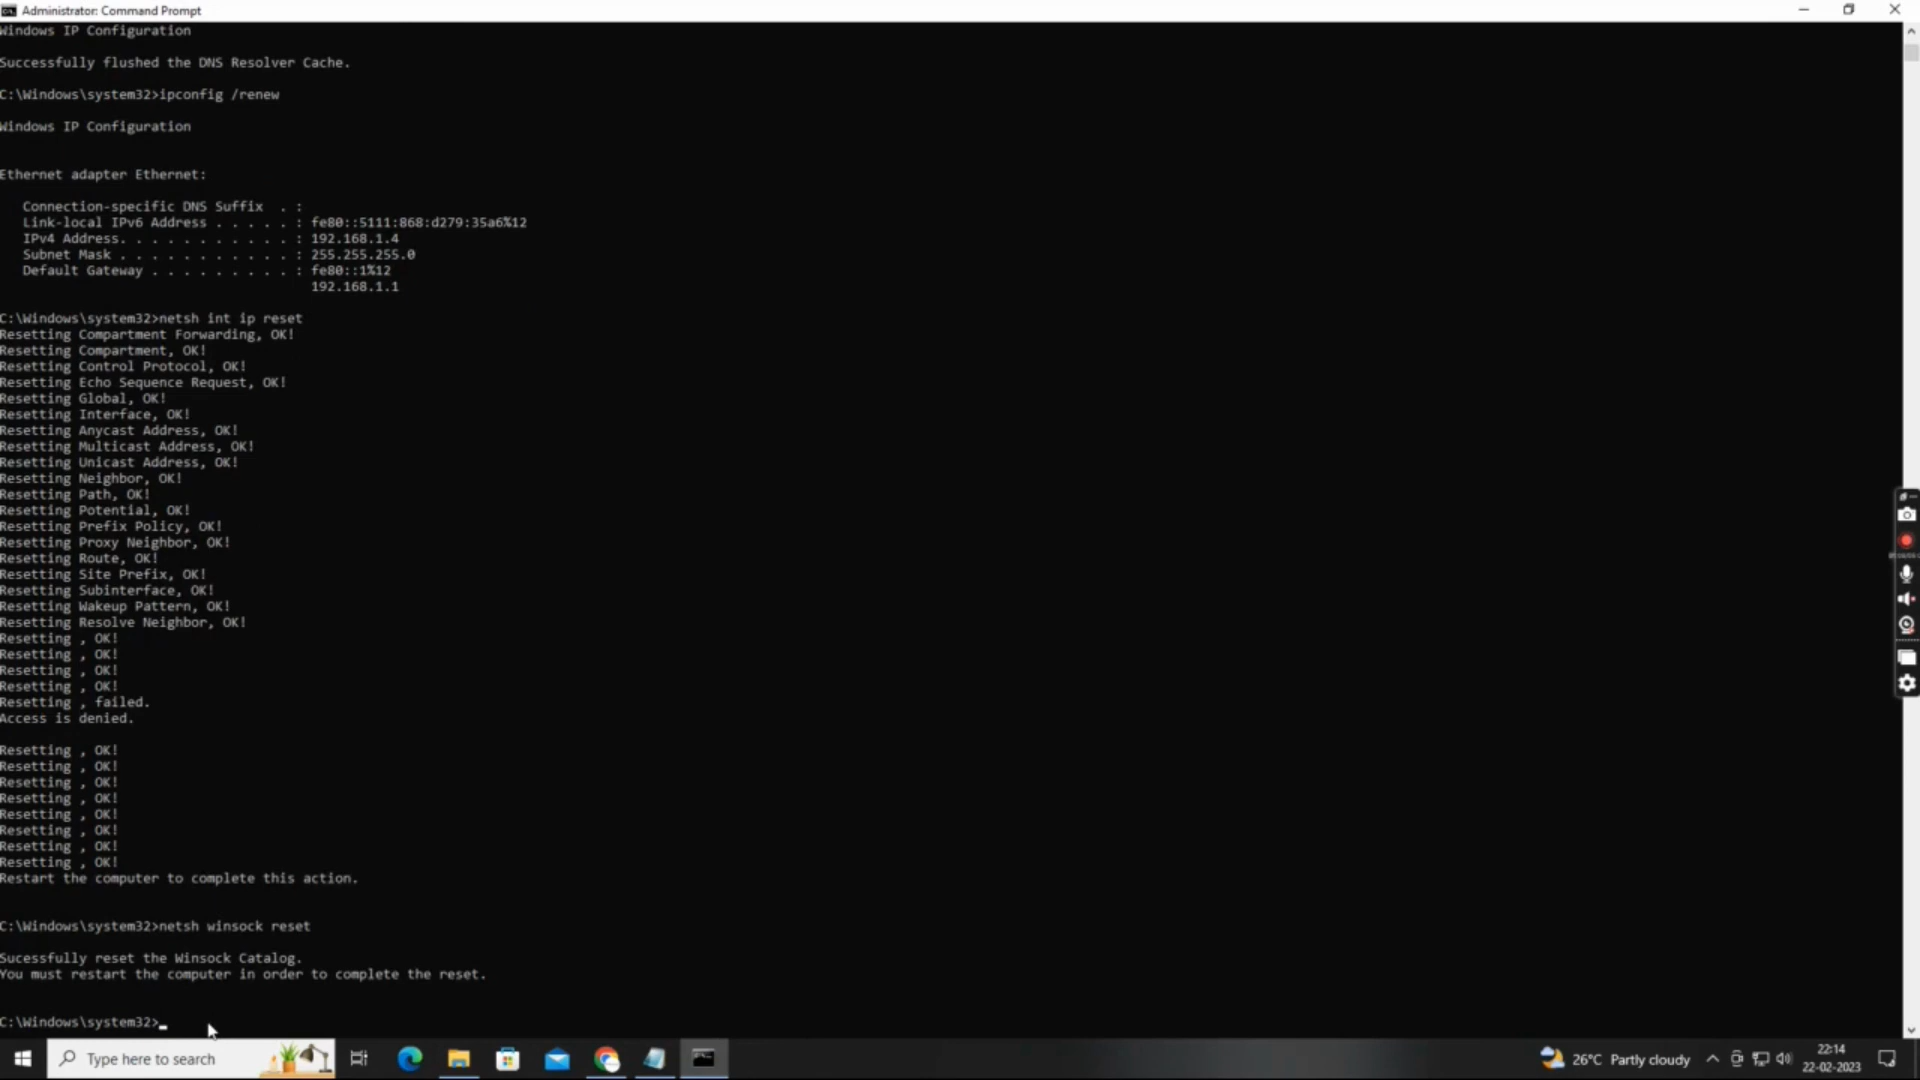 Administrator: Command Prompt
Windows IP Configuration
Successfully flushed the DNS Resolver Cache.
C:\Windows\system32>ipconfig /renew
Windows IP Configuration
Ethernet adapter Ethernet:
Connection-specific DNS Suffix . :
Link-local IPv6 Address . . . . . : fe80::5111:868:d279:35a6%12
IPv4 Address. . . . . . . . . . . : 192.168.1.4
Subnet Mask . . . . . . . . . . . : 255.255.255.0
Default Gateway . . . . . . . . . : fe80::1%12
192.168.1.1
C:\Windows\system32>netsh int ip reset
Resetting Compartment Forwarding, OK!
Resetting Compartment, OK!
Resetting Control Protocol, OK!
Resetting Echo Sequence Request, OK!
Resetting Global, OK!
Resetting Interface, OK!
Resetting Anycast Address, OK!
Resetting Multicast Address, OK!
Resetting Unicast Address, OK!
Resetting Neighbor, OK!
Resetting Path, OK!
Resetting Potential, OK!
Resetting Prefix Policy, OK!
Resetting Proxy Neighbor, OK!
Resetting Route, OK!
Resetting Site Prefix, OK!
Resetting Subinterface, OK!
Resetting Wakeup Pattern, OK!
Resetting Resolve Neighbor, OK!
Resetting , OK!
Resetting , OK!
Resetting , OK!
Resetting , OK!
Resetting , failed.
Access is denied.
Resetting , OK!
Resetting , OK!
Resetting , OK!
Resetting , OK!
Resetting , OK!
Resetting , OK!
Resetting , OK!
Resetting , OK!
Restart the computer to complete this action.
C:\Windows\system32>netsh winsock reset
Sucessfully reset the Winsock Catalog.
You must restart the computer in order to complete the reset.
C:\Windows\system32>
Type here to search
26°C Partly cloudy
22:14
22-02-2023